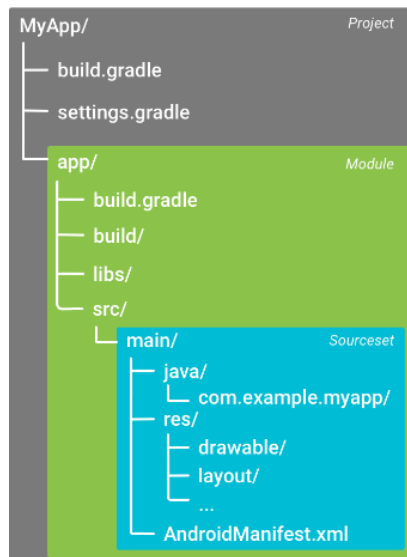 MyApp/ Project
build.gradle
settings.gradle
app/ Module
build.gradle
build/
libs/
src/
main/ Sourceset
java/
com.example.myapp/
res/
drawable/
layout/
...
AndroidManifest.xml